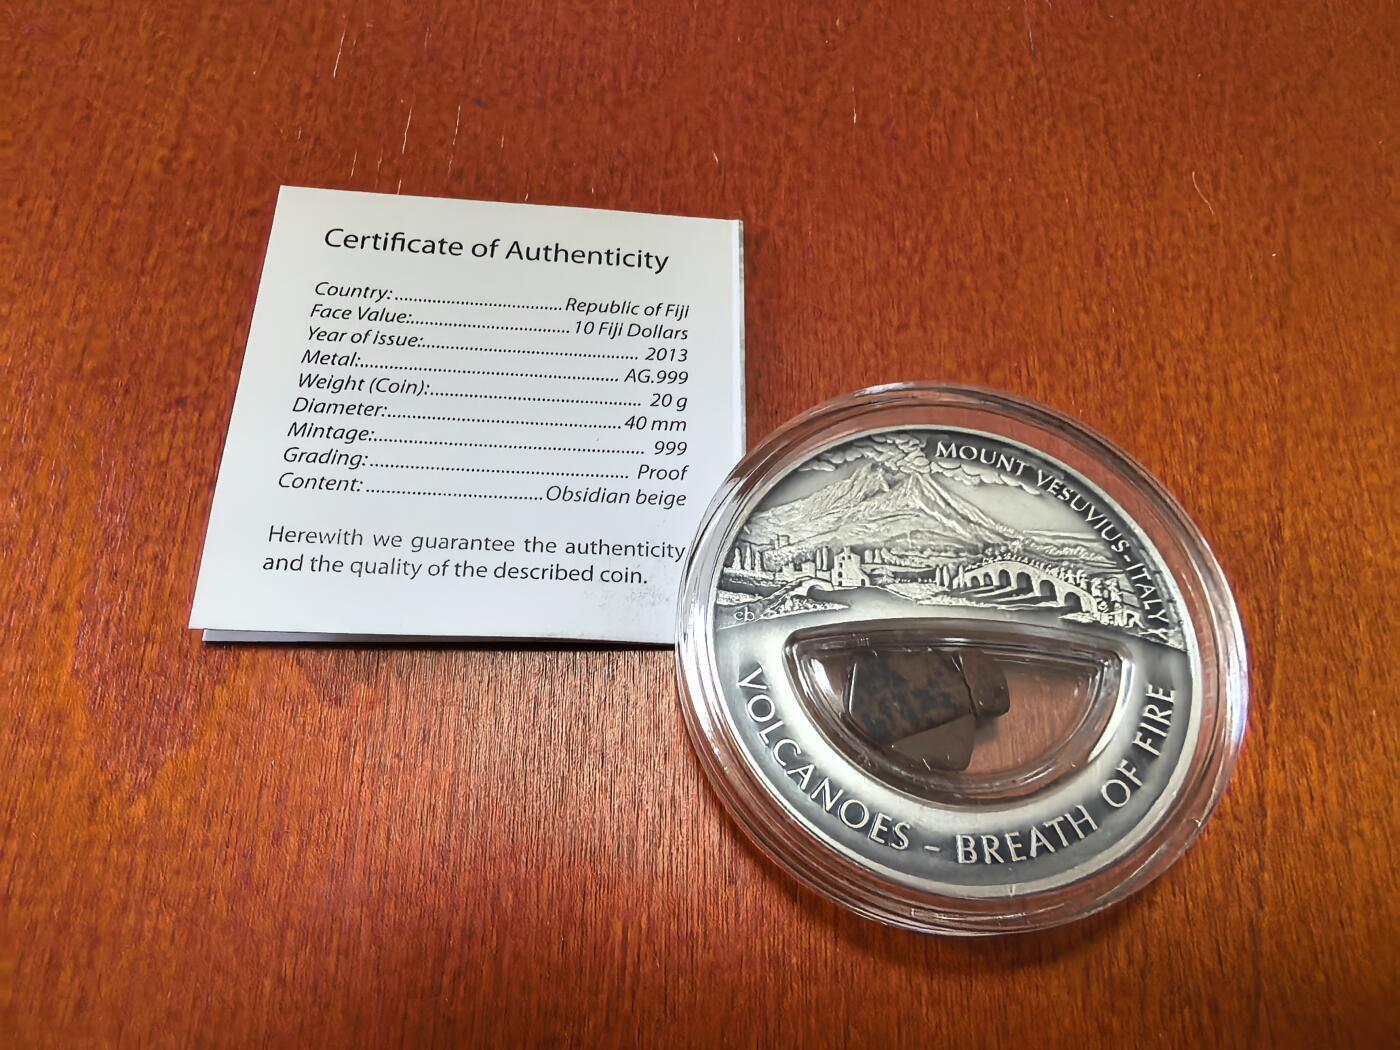 Certificate of Authenticity
Country:..................................Republic of Fiji
Face Value:................................10 Fiji Dollars
Year of issue:............................................. 2013
Metal:...................................................... AG.999
Weight (Coin):............................................ 20 g
Diameter:.................................................40 mm
Mintage:......................................................... 999
Grading:...................................................... Proof
Content:....................................Obsidian beige
Herewith we guarantee the authenticity
and the quality of the described coin.
MOUNT VESUVIUS-ITALY
cb
VOLCANOES – BREATH OF FIRE